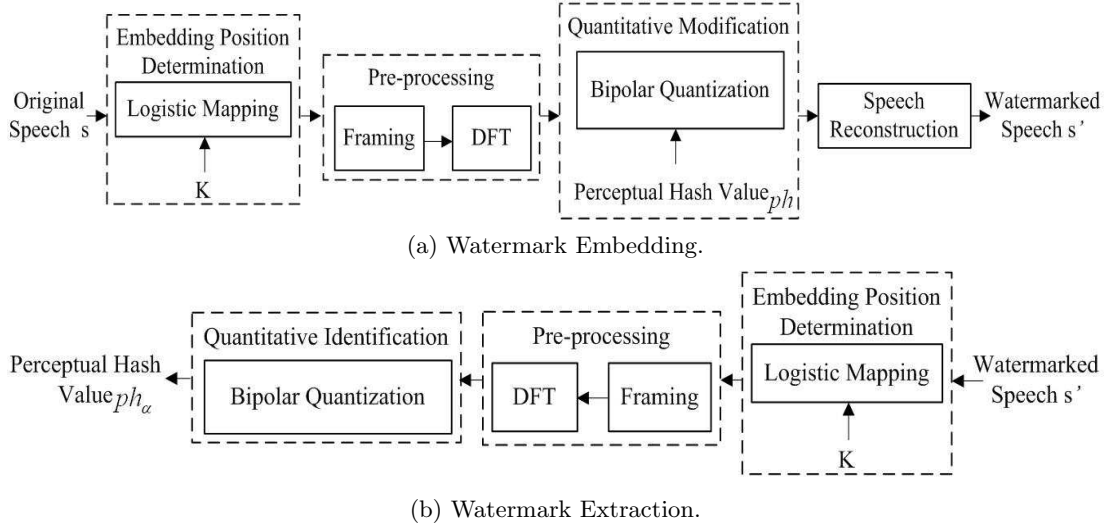 Embedding Position
Determination
Logistic Mapping
K
Original
Speech s
Pre-processing
Framing
DFT
Quantitative Modification
Bipolar Quantization
Perceptual Hash Value ph
Speech
Reconstruction
Watermarked
Speech s’
(a) Watermark Embedding.
Perceptual Hash
Value phα
Quantitative Identification
Bipolar Quantization
Pre-processing
DFT
Framing
Embedding Position
Determination
Logistic Mapping
K
Watermarked
Speech s’
(b) Watermark Extraction.